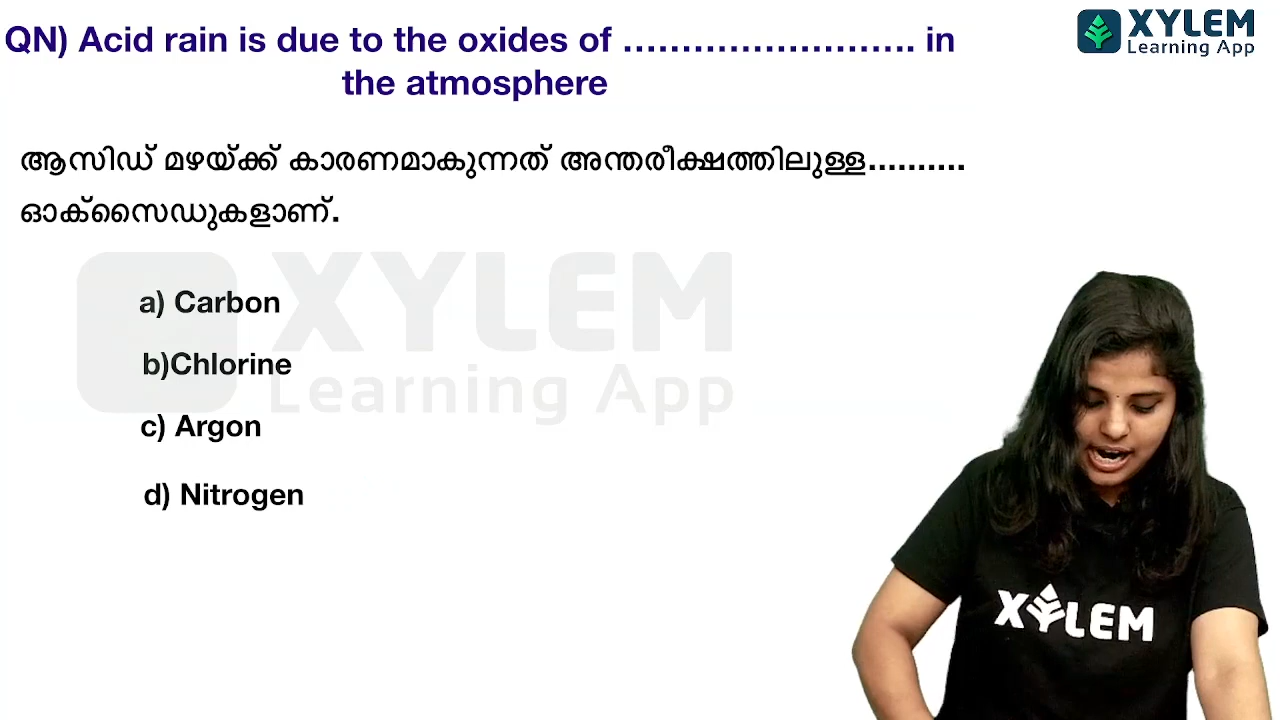 QN) Acid rain is due to the oxides of ......................... in
the atmosphere
XYLEM
Learning App
ആസിഡ് മഴയ്ക്ക് കാരണമാകുന്നത് അന്തരീക്ഷത്തിലുള്ള..........
ഓക്സൈഡുകളാണ്.
XYLEM
Learning App
a) Carbon
b)Chlorine
c) Argon
d) Nitrogen
XYLEM